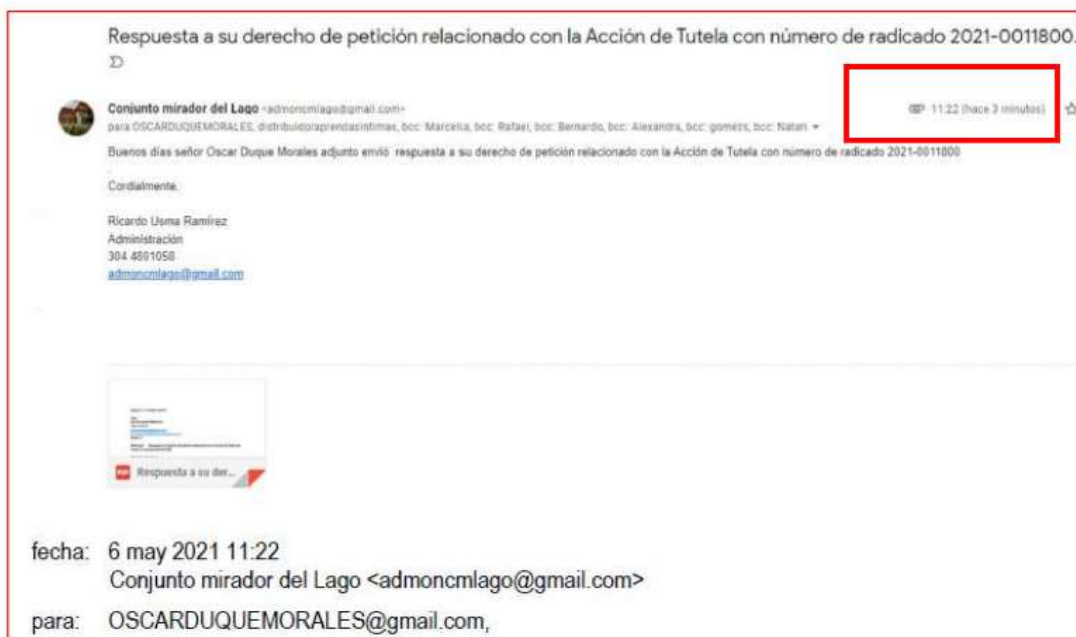 Respuesta a su derecho de petición relacionado con la Acción de Tutela con número de radicado 2021-0011800.
Conjunto mirador del Lago <admoncmlago@gmail.com>
11:22 (hace 3 minutos)
para OSCARDUQUEMORALES, distribuidoraprendasintimas, bcc: Marcella, bcc: Rafael, bcc: Bernardo, bcc: Alexandra, bcc: gomezs, bcc: Natan
Buenos días señor Oscar Duque Morales adjunto envió respuesta a su derecho de petición relacionado con la Acción de Tutela con número de radicado 2021-0011800
Cordialmente.
Ricardo Usma Ramírez
Administración
304 4801058
admoncmlago@gmail.com
Respuesta a su der...
fecha: 6 may 2021 11:22
Conjunto mirador del Lago <admoncmlago@gmail.com>
para: OSCARDUQUEMORALES@gmail.com,